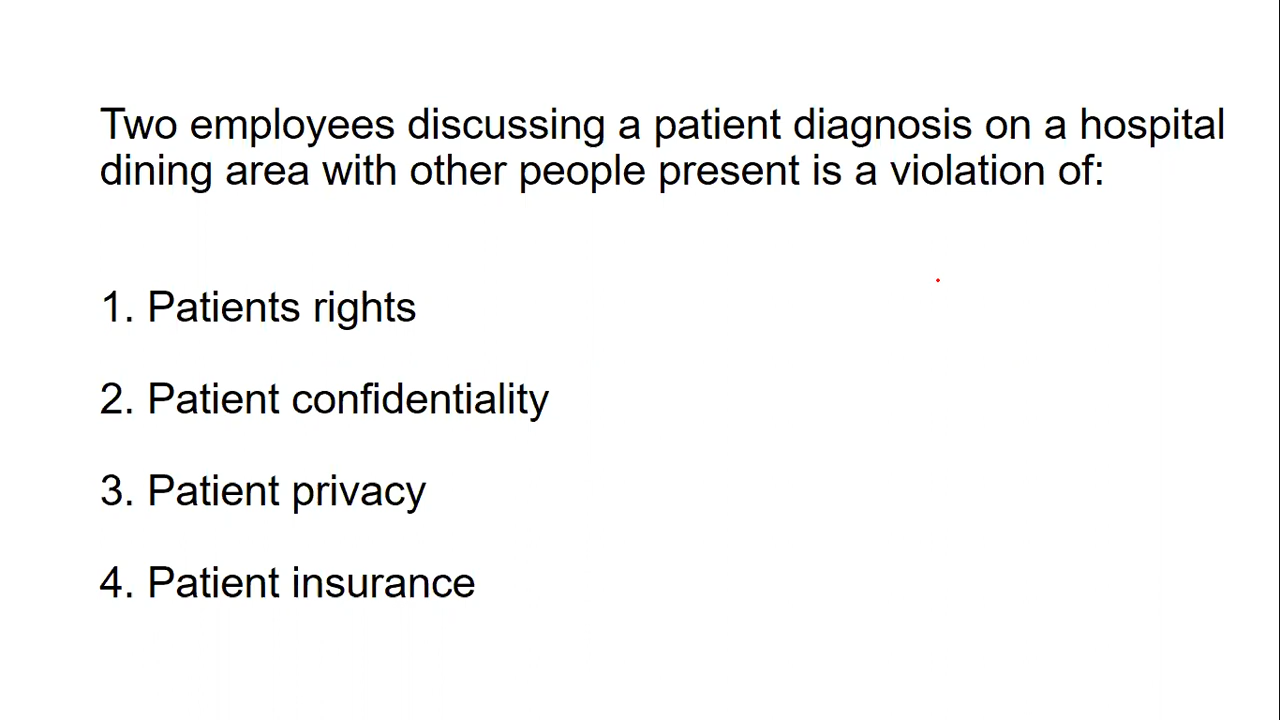 Two employees discussing a patient diagnosis on a hospital
dining area with other people present is a violation of:
1. Patients rights
2. Patient confidentiality
3. Patient privacy
4. Patient insurance